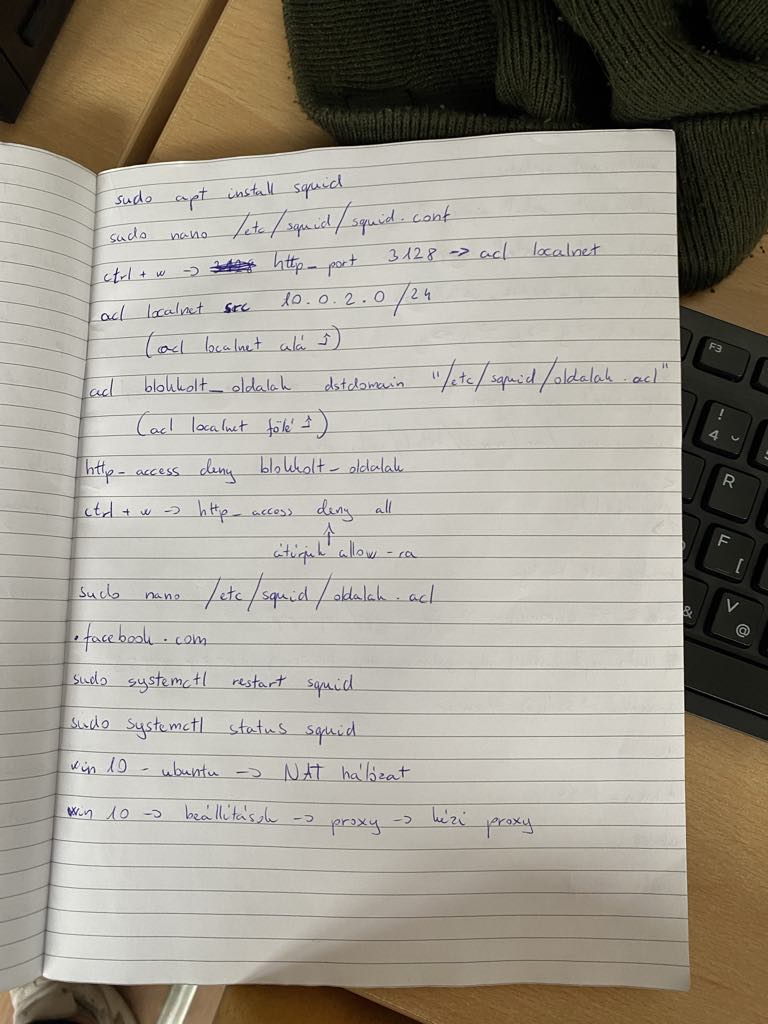 sudo apt install squid
sudo nano /etc/squid/squid.conf
ctrl + w -> http_port 3128 -> acl localnet
acl localnet src 10.0.2.0/24
(acl localnet alá ⤴)
acl blokkolt_oldalak dstdomain "/etc/squid/oldalak.acl"
(acl localnet fölé ⤴)
http_access deny blokkolt_oldalak
ctrl + w -> http_access deny all
↑
átírjuk allow-ra
sudo nano /etc/squid/oldalak.acl
.facebook.com
sudo systemctl restart squid
sudo systemctl status squid
win 10 - ubuntu -> NAT hálózat
win 10 -> beállítások -> proxy -> kézi proxy
F3
!
4
R
F
[
&
V
@